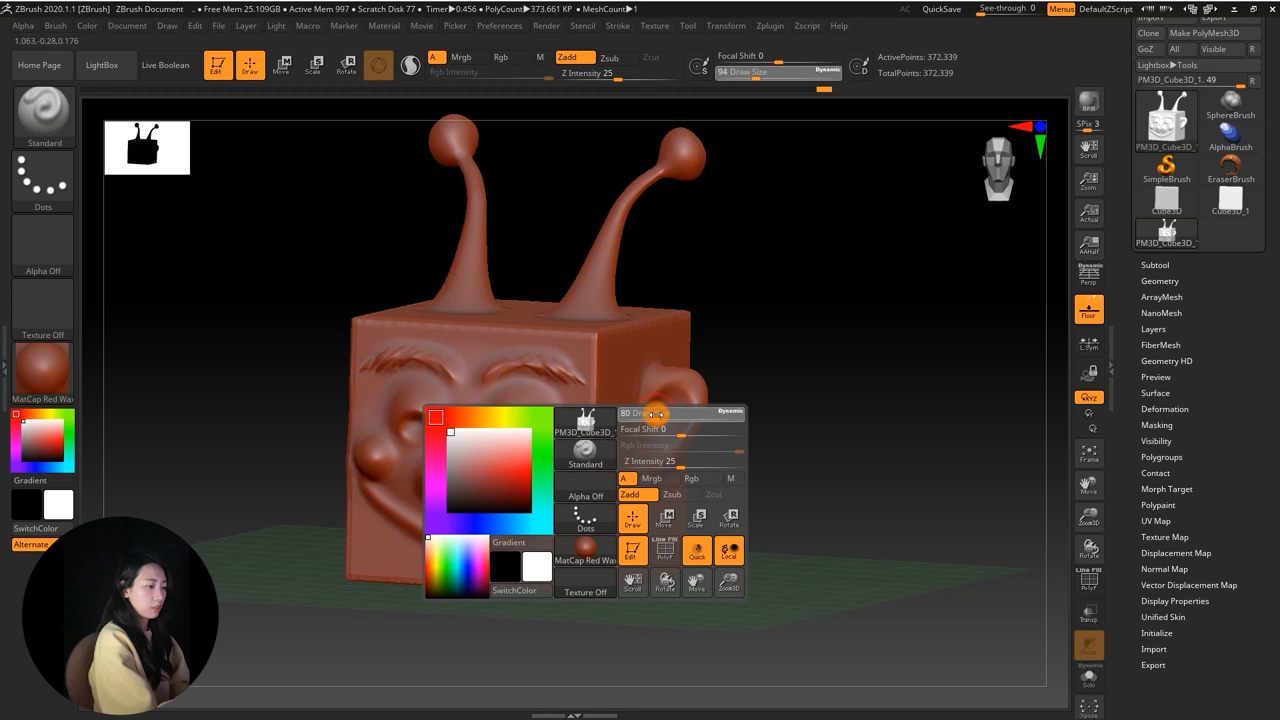 ZBrush 2020.1.1 [ZBrush] ZBrush Document .. • Free Mem 25.109GB • Active Mem 997 • Scratch Disk 77 • Timer▶0.456 • PolyCount▶373.661 KP • MeshCount▶1
AC QuickSave See-through 0 Menus DefaultZScript
Alpha Brush Color Document Draw Edit File Layer Light Macro Marker Movie Picker Preferences Render Stencil Stroke Texture Tool Transform Zplugin Zscript Help
1.063,-0.28,0.176
Home Page LightBox Live Boolean
Edit Draw Move Scale Rotate
A Mrgb Rgb M
Rgb Intensity
Zadd Zsub Zcut
Z Intensity 25
Focal Shift 0
94 Draw Size Dynamic
S
D
ActivePoints: 372,339
TotalPoints: 372,339
Standard
Dots
Alpha Off
Texture Off
MatCap Red Wax
Gradient
SwitchColor
Alternate
PM3D_Cube3D_
Standard
Alpha Off
Dots
MatCap Red Wax
Texture Off
Gradient
SwitchColor
80 Dra Dynamic
Focal Shift 0
Rgb Intensity
Z Intensity 25
A Mrgb Rgb M
Zadd Zsub Zcut
Draw Move Scale Rotate
Line Fill
Edit PolyF Quick Local
Scroll Rotate Move Zoom3D
BPR
SPix 3
Scroll
Zoom
Actual
AAHalf
Dynamic
Persp
Floor
L.Sym
XYZ
Frame
Move
Zoom3D
Rotate
Line Fill
PolyF
Transp
Ghost
Dynamic
Solo
Xpose
Import Export
Clone Make PolyMesh3D
GoZ All Visible R
Lightbox▶Tools
PM3D_Cube3D_1. 49 R
PM3D_Cube3D_
SphereBrush
AlphaBrush
SimpleBrush EraserBrush
Cube3D Cube3D_1
PM3D_Cube3D_
Subtool
Geometry
ArrayMesh
NanoMesh
Layers
FiberMesh
Geometry HD
Preview
Surface
Deformation
Masking
Visibility
Polygroups
Contact
Morph Target
Polypaint
UV Map
Texture Map
Displacement Map
Normal Map
Vector Displacement Map
Display Properties
Unified Skin
Initialize
Import
Export